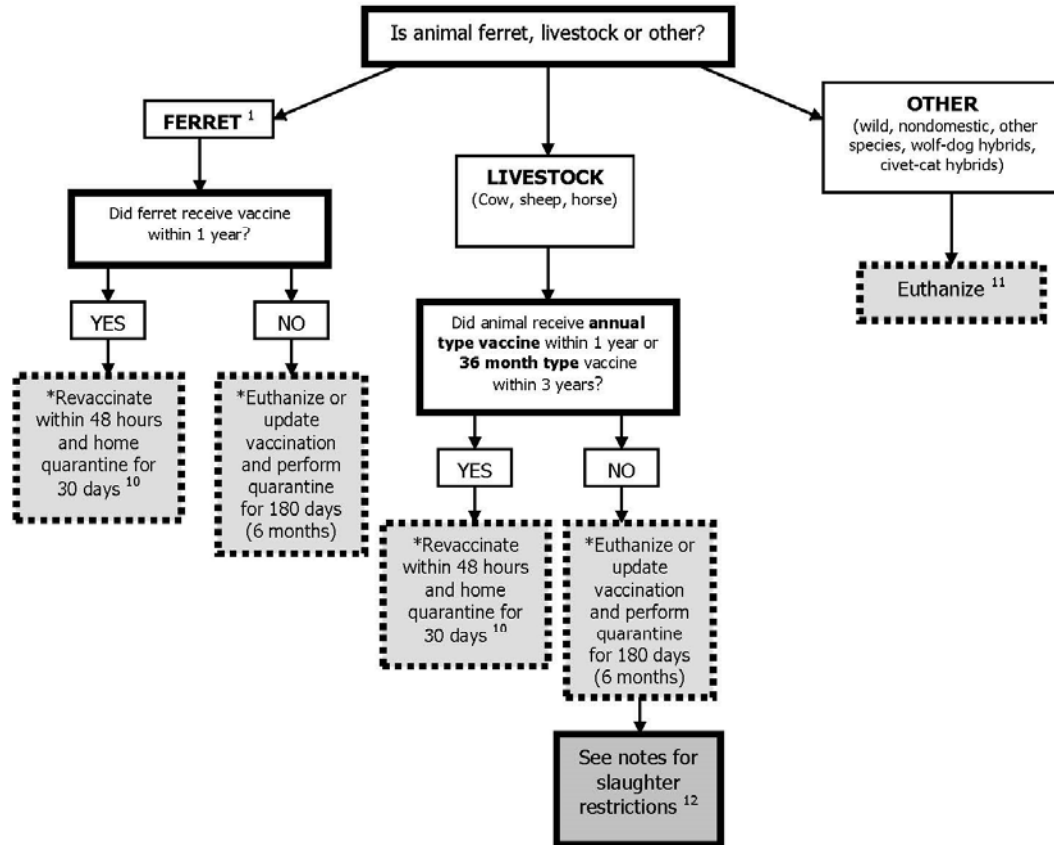 Is animal ferret, livestock or other?
FERRET 1
Did ferret receive vaccine
within 1 year?
YES
*Revaccinate
within 48 hours
and home
quarantine for
30 days 10
NO
*Euthanize or
update
vaccination
and perform
quarantine
for 180 days
(6 months)
LIVESTOCK
(Cow, sheep, horse)
Did animal receive annual
type vaccine within 1 year or
36 month type vaccine
within 3 years?
YES
*Revaccinate
within 48 hours
and home
quarantine for
30 days 10
NO
*Euthanize or
update
vaccination
and perform
quarantine
for 180 days
(6 months)
See notes for
slaughter
restrictions 12
OTHER
(wild, nondomestic, other
species, wolf-dog hybrids,
civet-cat hybrids)
Euthanize 11